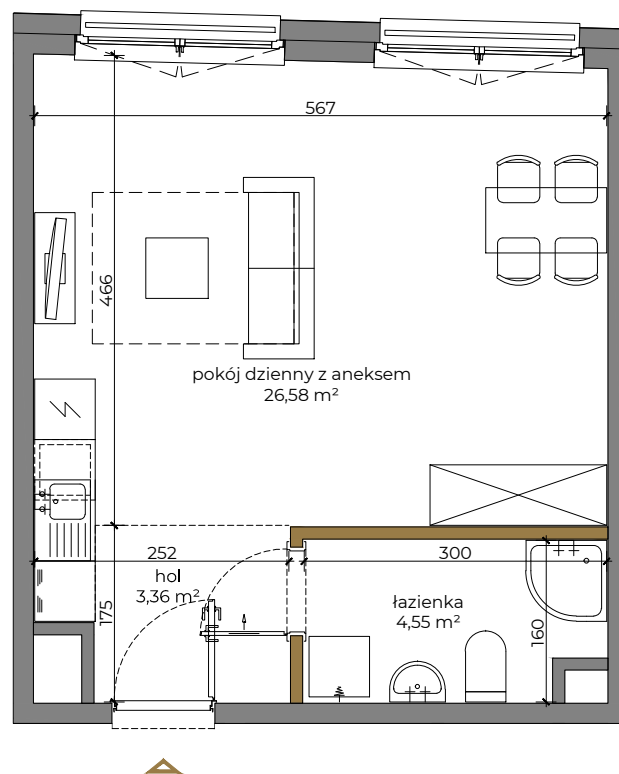 567
466
pokój dzienny z aneksem
26,58 m²
252
300
hol
3,36 m²
175
łazienka
4,55 m²
160